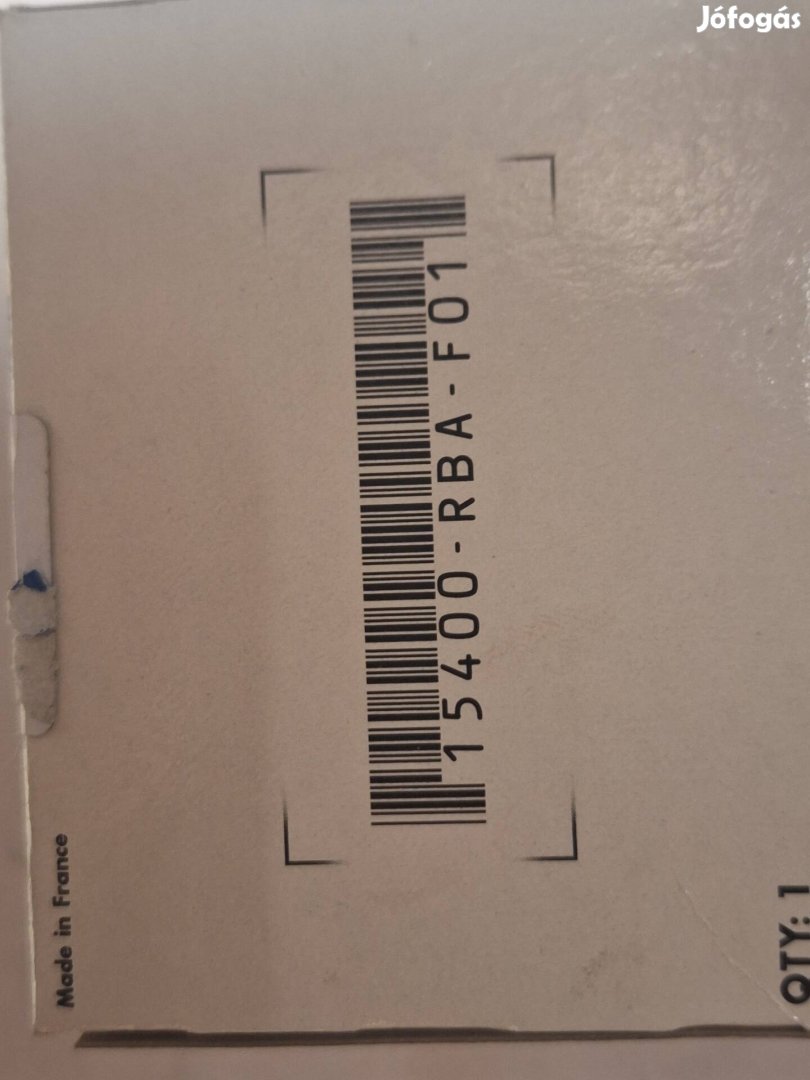 Jófogás
15400-RBA-F01
Made in France
QTY: 1